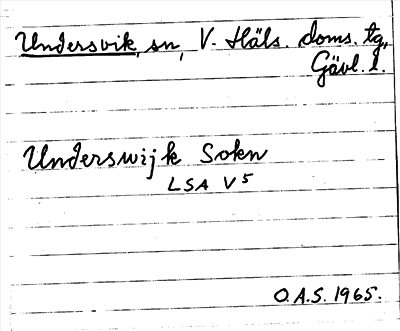 Undersvik, sn, V. Häls. doms. tg,
Gävl. l.
Underswijk Sokn
LSA V5
O.A.S. 1965.